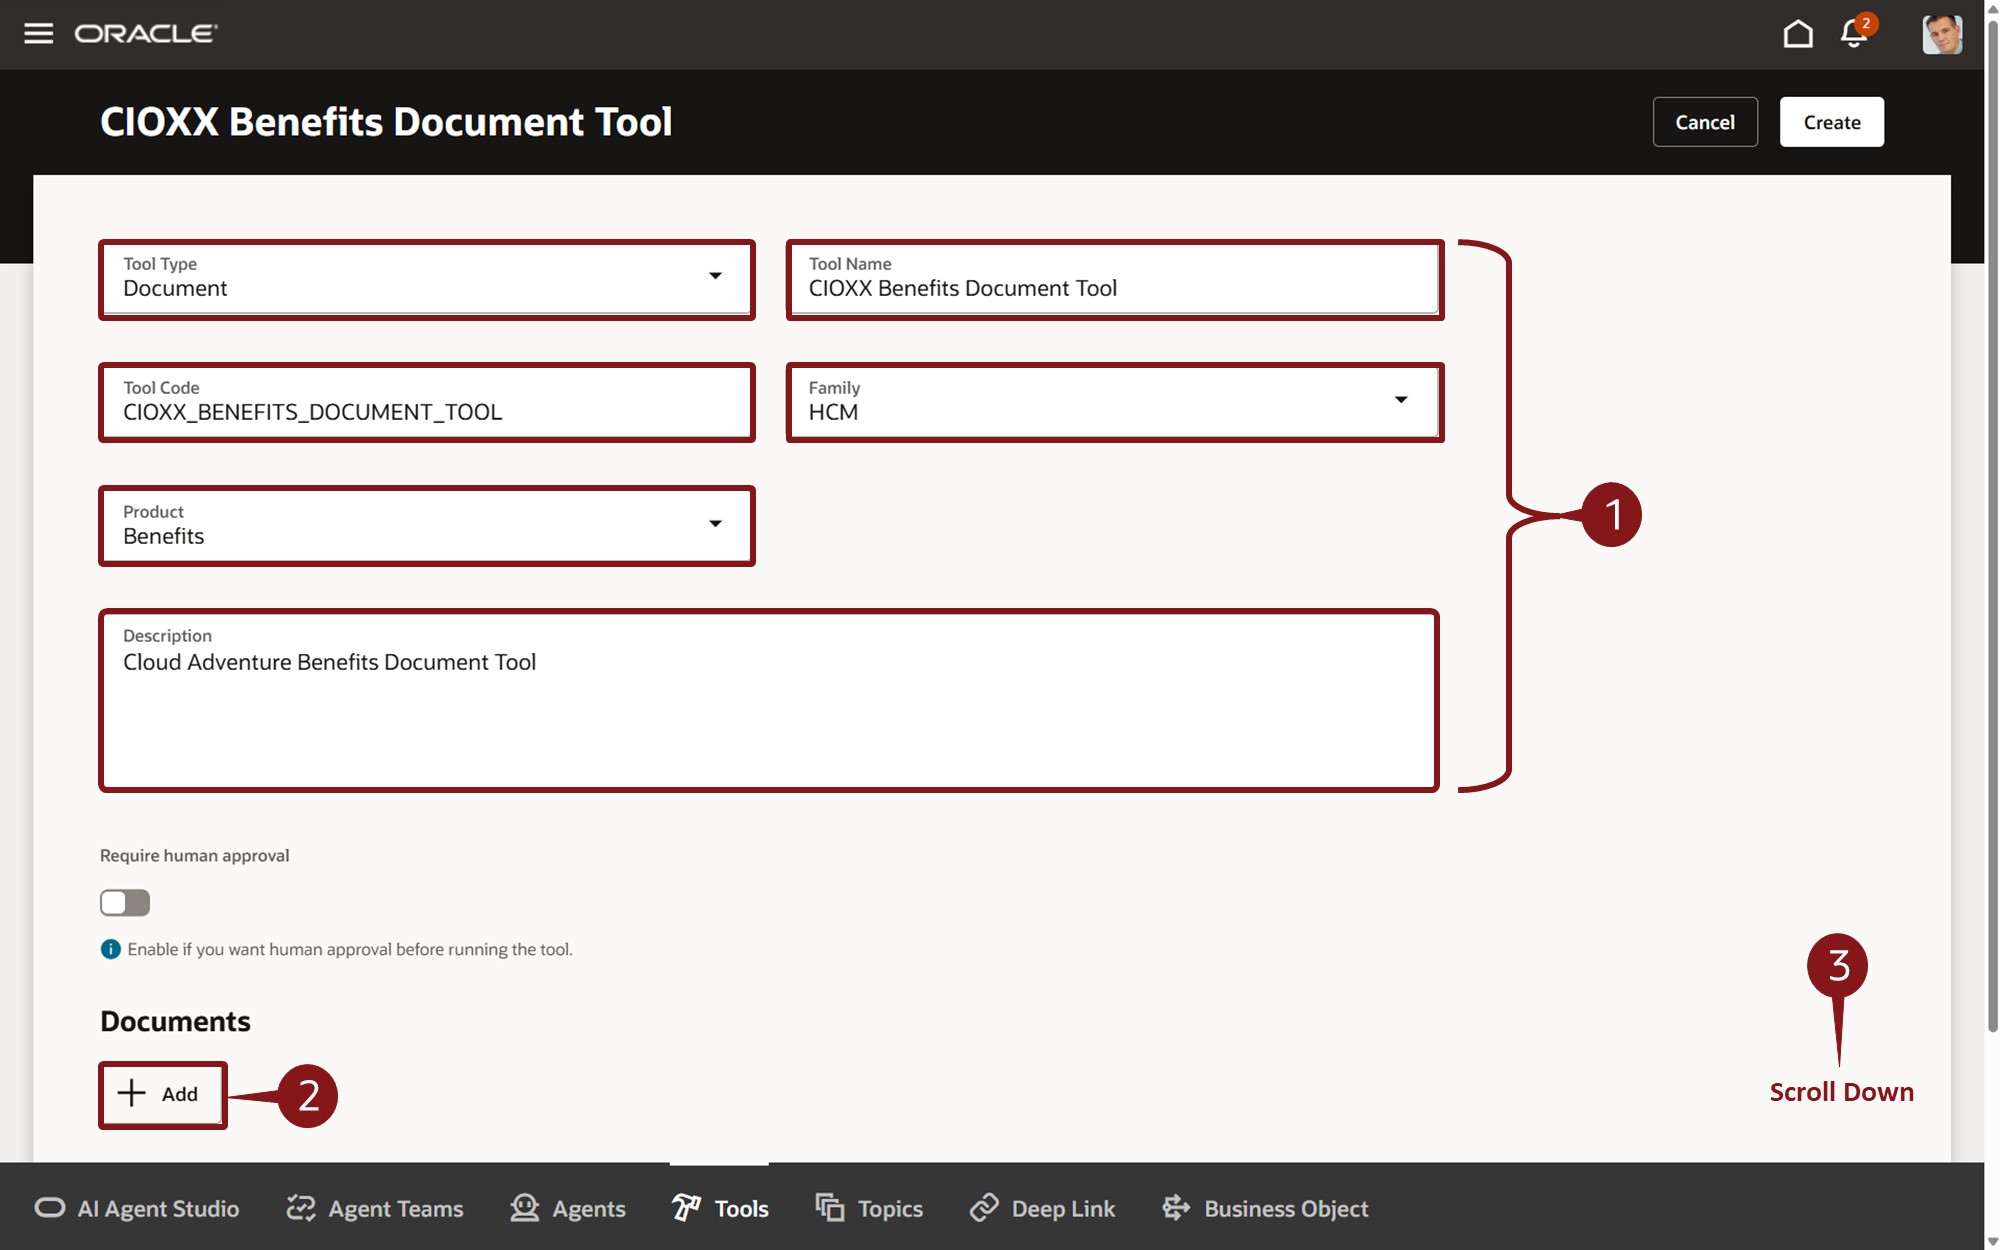 ORACLE
2
CIOXX Benefits Document Tool
Cancel
Create
Tool Type
Document
Tool Name
CIOXX Benefits Document Tool
Tool Code
CIOXX_BENEFITS_DOCUMENT_TOOL
Family
HCM
Product
Benefits
1
Description
Cloud Adventure Benefits Document Tool
Require human approval
Enable if you want human approval before running the tool.
3
Documents
Add
2
Scroll Down
AI Agent Studio
Agent Teams
Agents
Tools
Topics
Deep Link
Business Object